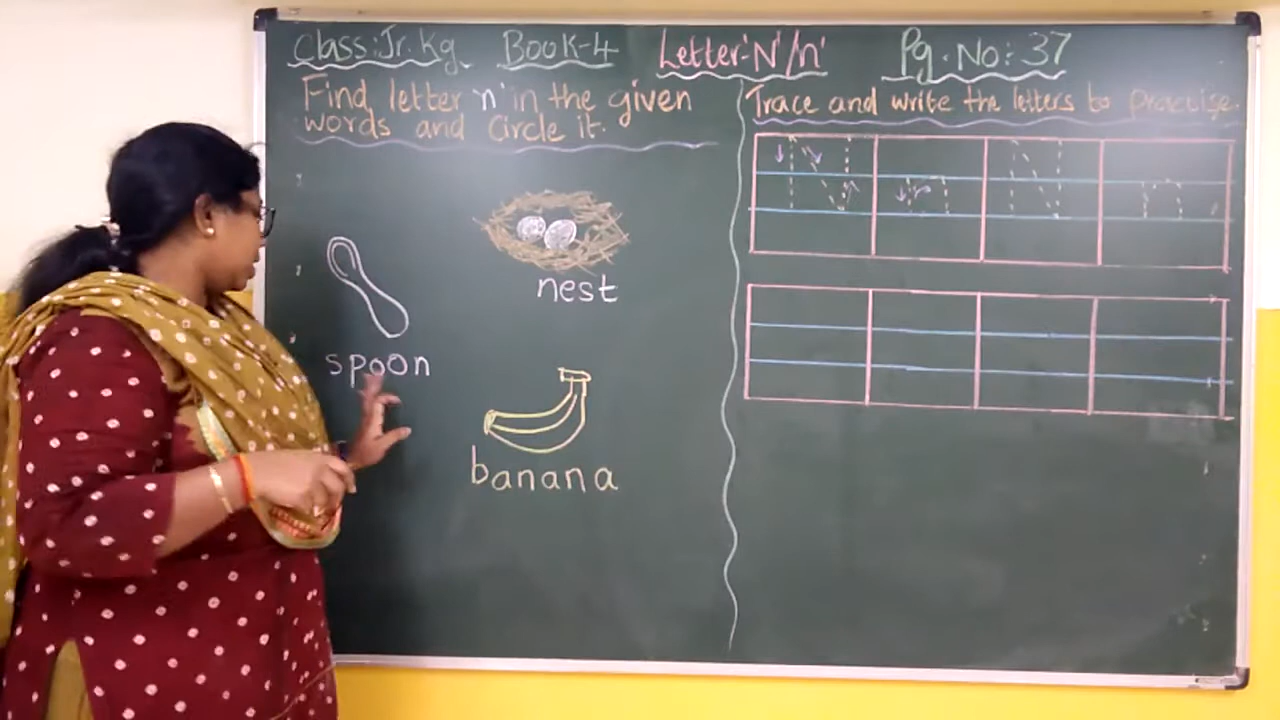 Class:Jr.Kg Book-4 Letter-'N'/'n' Pg.No: 37
Find letter 'n' in the given
words and circle it.
nest
spoon
banana
Trace and write the letters to practise.
N n N n